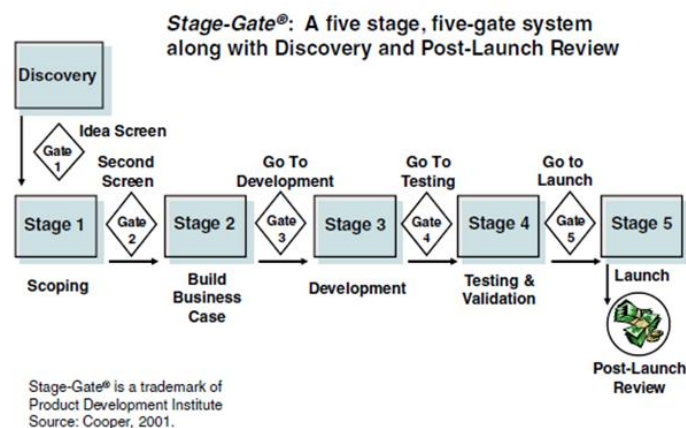 Stage-Gate®: A five stage, five-gate system
along with Discovery and Post-Launch Review
Discovery
Idea Screen
Gate
1
Second
Screen
Go To
Development
Go To
Testing
Go to
Launch
Stage 1
Gate
2
Stage 2
Gate
3
Stage 3
Gate
4
Stage 4
Gate
5
Stage 5
Scoping
Build
Business
Case
Development
Testing &
Validation
Launch
Post-Launch
Review
Stage-Gate® is a trademark of
Product Development Institute
Source: Cooper, 2001.